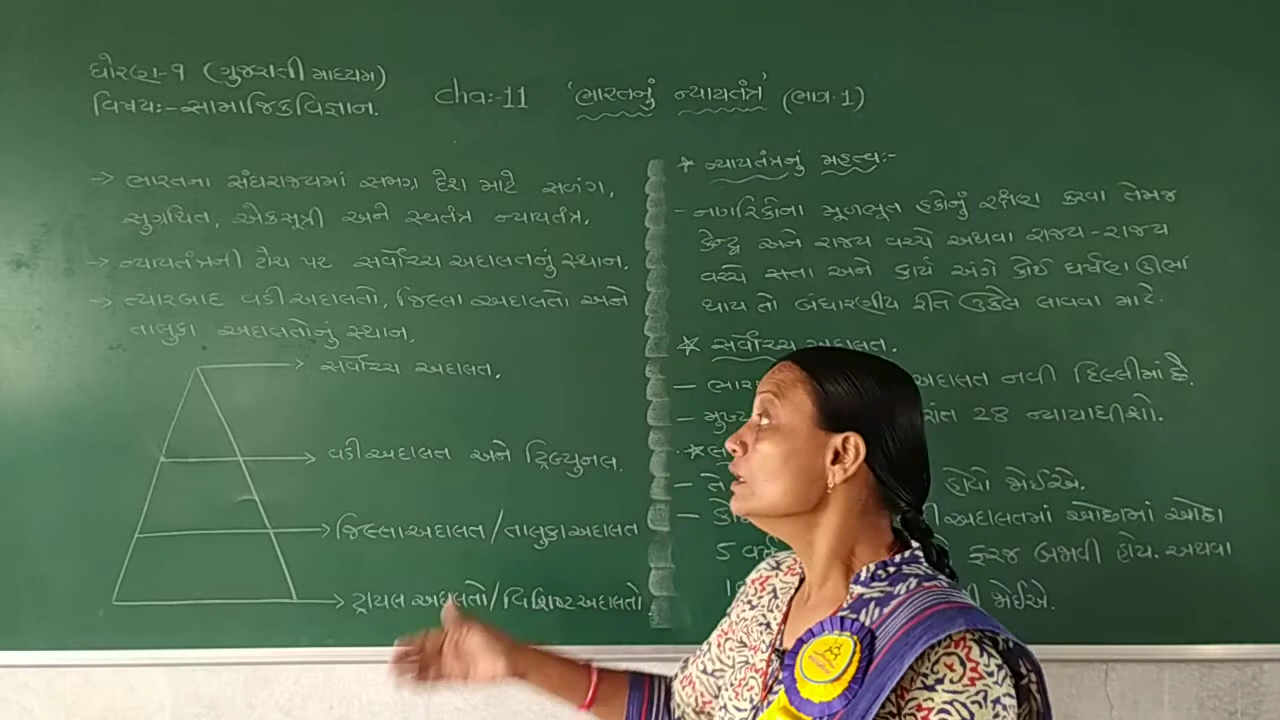 ધોરણ-૧ (ગુજરાતી માધ્યમ)
વિષયઃ-સામાજિકવિજ્ઞાન.
chaઃ-11 'ભારતનું ન્યાયતંત્ર' (ભાગ-1)
→ ભારતના સંઘરાજ્યમાં સમગ્ર દેશ માટે સળંગ,
સુગ્રથિત, એકસૂત્રી અને સ્વતંત્ર ન્યાયતંત્ર.
→ ન્યાયતંત્રની ટોચ પર સર્વોચ્ચ અદાલતનું સ્થાન.
→ ત્યારબાદ વડી અદાલતો, જિલ્લા અદાલતો અને
તાલુકા અદાલતોનું સ્થાન.
સર્વોચ્ચ અદાલત.
વડી અદાલત અને ટ્રિબ્યુનલ.
જિલ્લા અદાલત/તાલુકા અદાલત
ટ્રાયલ અદાલતો/વિશિષ્ટ અદાલતો.
★ ન્યાયતંત્રનું મહત્વઃ-
- નાગરિકોના મૂળભૂત હકોનું રક્ષણ કરવા તેમજ
કેન્દ્ર અને રાજ્ય વચ્ચે અથવા રાજ્ય-રાજ્ય
વચ્ચે સત્તા અને કાર્ય અંગે કોઈ ઘર્ષણ ઊભાં
થાય તો બંધારણીય રીતે ઉકેલ લાવવા માટે.
★ સર્વોચ્ચ અદાલત.
- અદાલત નવી દિલ્લીમાં છે.
- 28 ન્યાયાધીશો.
- હોવો જોઈએ.
- અદાલતમાં ઓછામાં ઓછા
5 ફરજ બજાવી હોય. અથવા
જોઈએ.